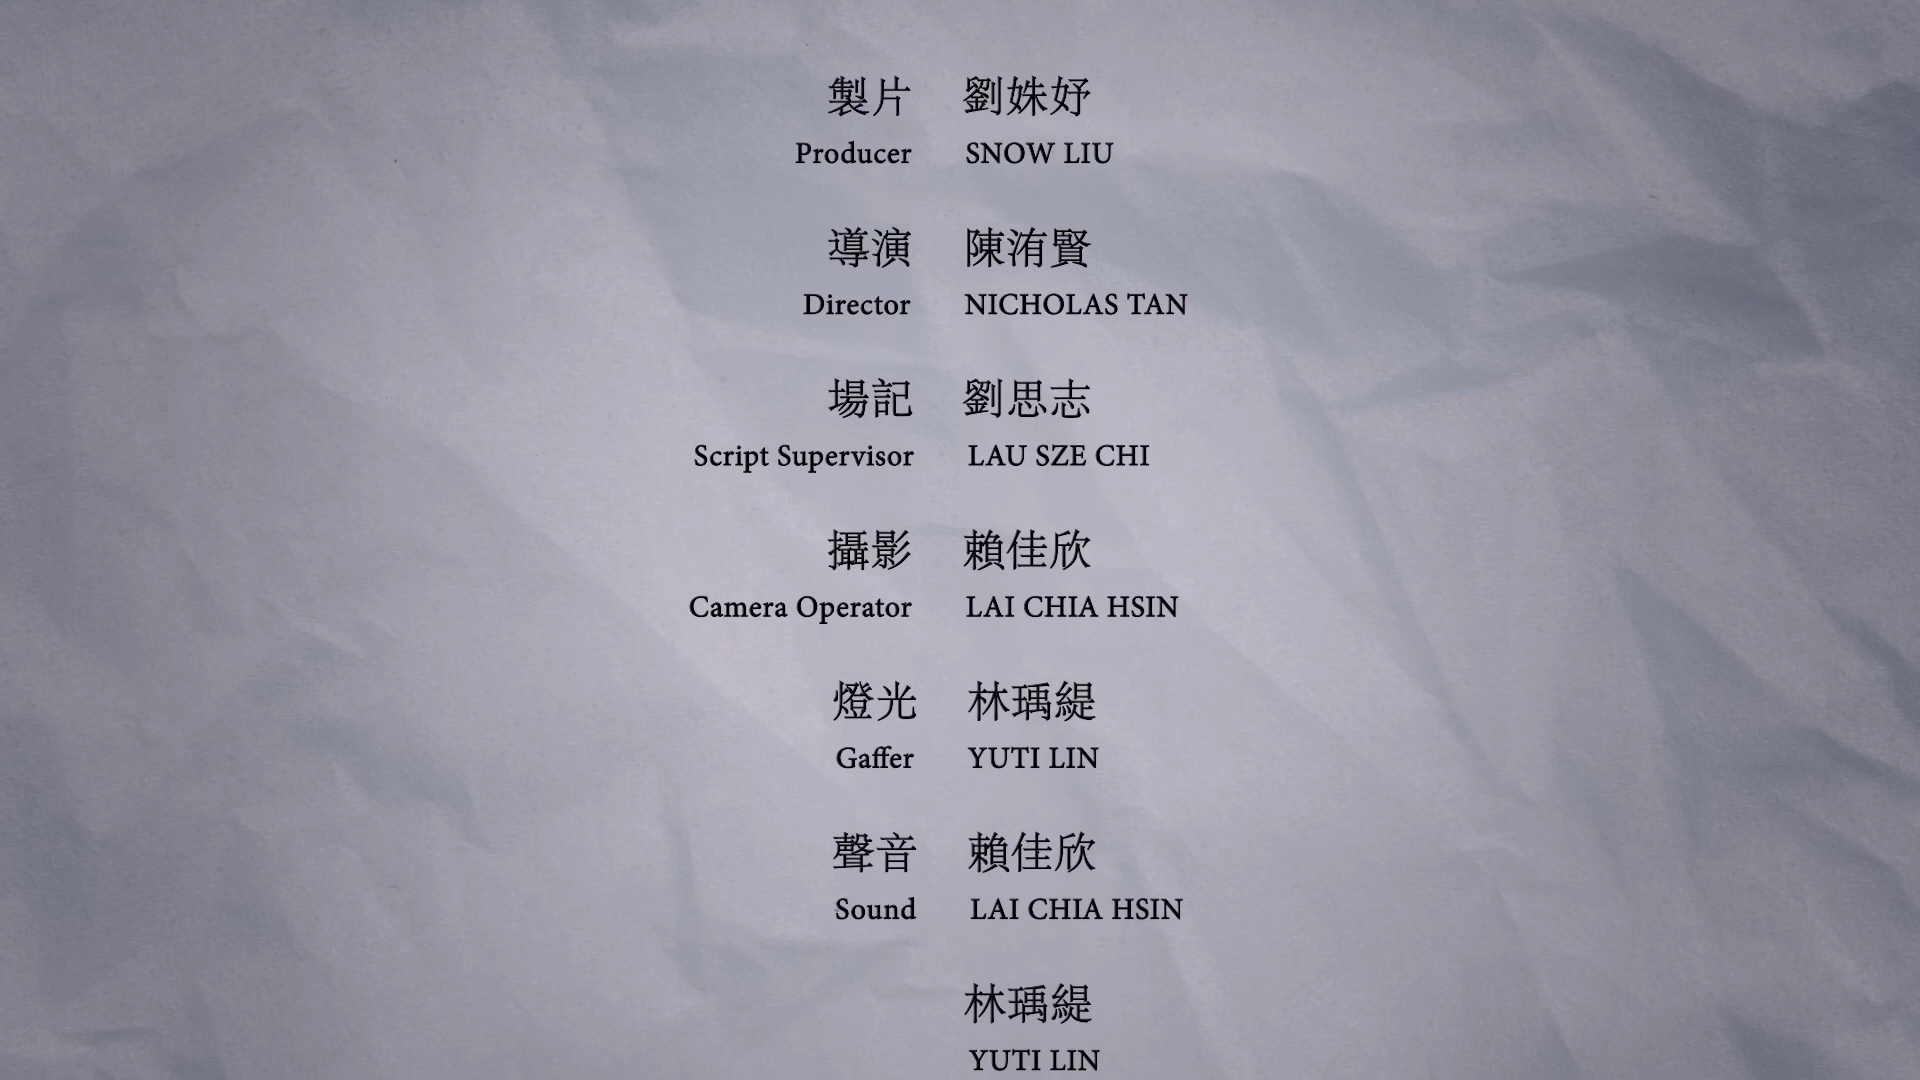 製片 劉姝妤
Producer SNOW LIU
導演 陳洧賢
Director NICHOLAS TAN
場記 劉思志
Script Supervisor LAU SZE CHI
攝影 賴佳欣
Camera Operator LAI CHIA HSIN
燈光 林瑀緹
Gaffer YUTI LIN
聲音 賴佳欣
Sound LAI CHIA HSIN
林瑀緹
YUTI LIN